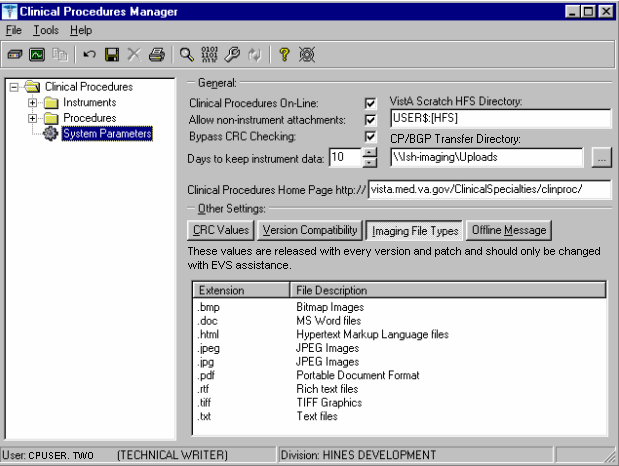 Clinical Procedures Manager
File Tools Help
Clinical Procedures
Instruments
Procedures
System Parameters
General:
Clinical Procedures On-Line:
Allow non-instrument attachments:
Bypass CRC Checking:
Days to keep instrument data: 10
VistA Scratch HFS Directory:
USER$:[HFS]
CP/BGP Transfer Directory:
\\Ish-imaging\Uploads
...
Clinical Procedures Home Page http:// vista.med.va.gov/ClinicalSpecialties/clinproc/
Other Settings:
CRC Values Version Compatibility Imaging File Types Offline Message
These values are released with every version and patch and should only be changed
with EVS assistance.
Extension File Description
.bmp Bitmap Images
.doc MS Word files
.html Hypertext Markup Language files
.jpeg JPEG Images
.jpg JPEG Images
.pdf Portable Document Format
.rtf Rich text files
.tiff TIFF Graphics
.txt Text files
User: CPUSER, TWO (TECHNICAL WRITER) Division: HINES DEVELOPMENT